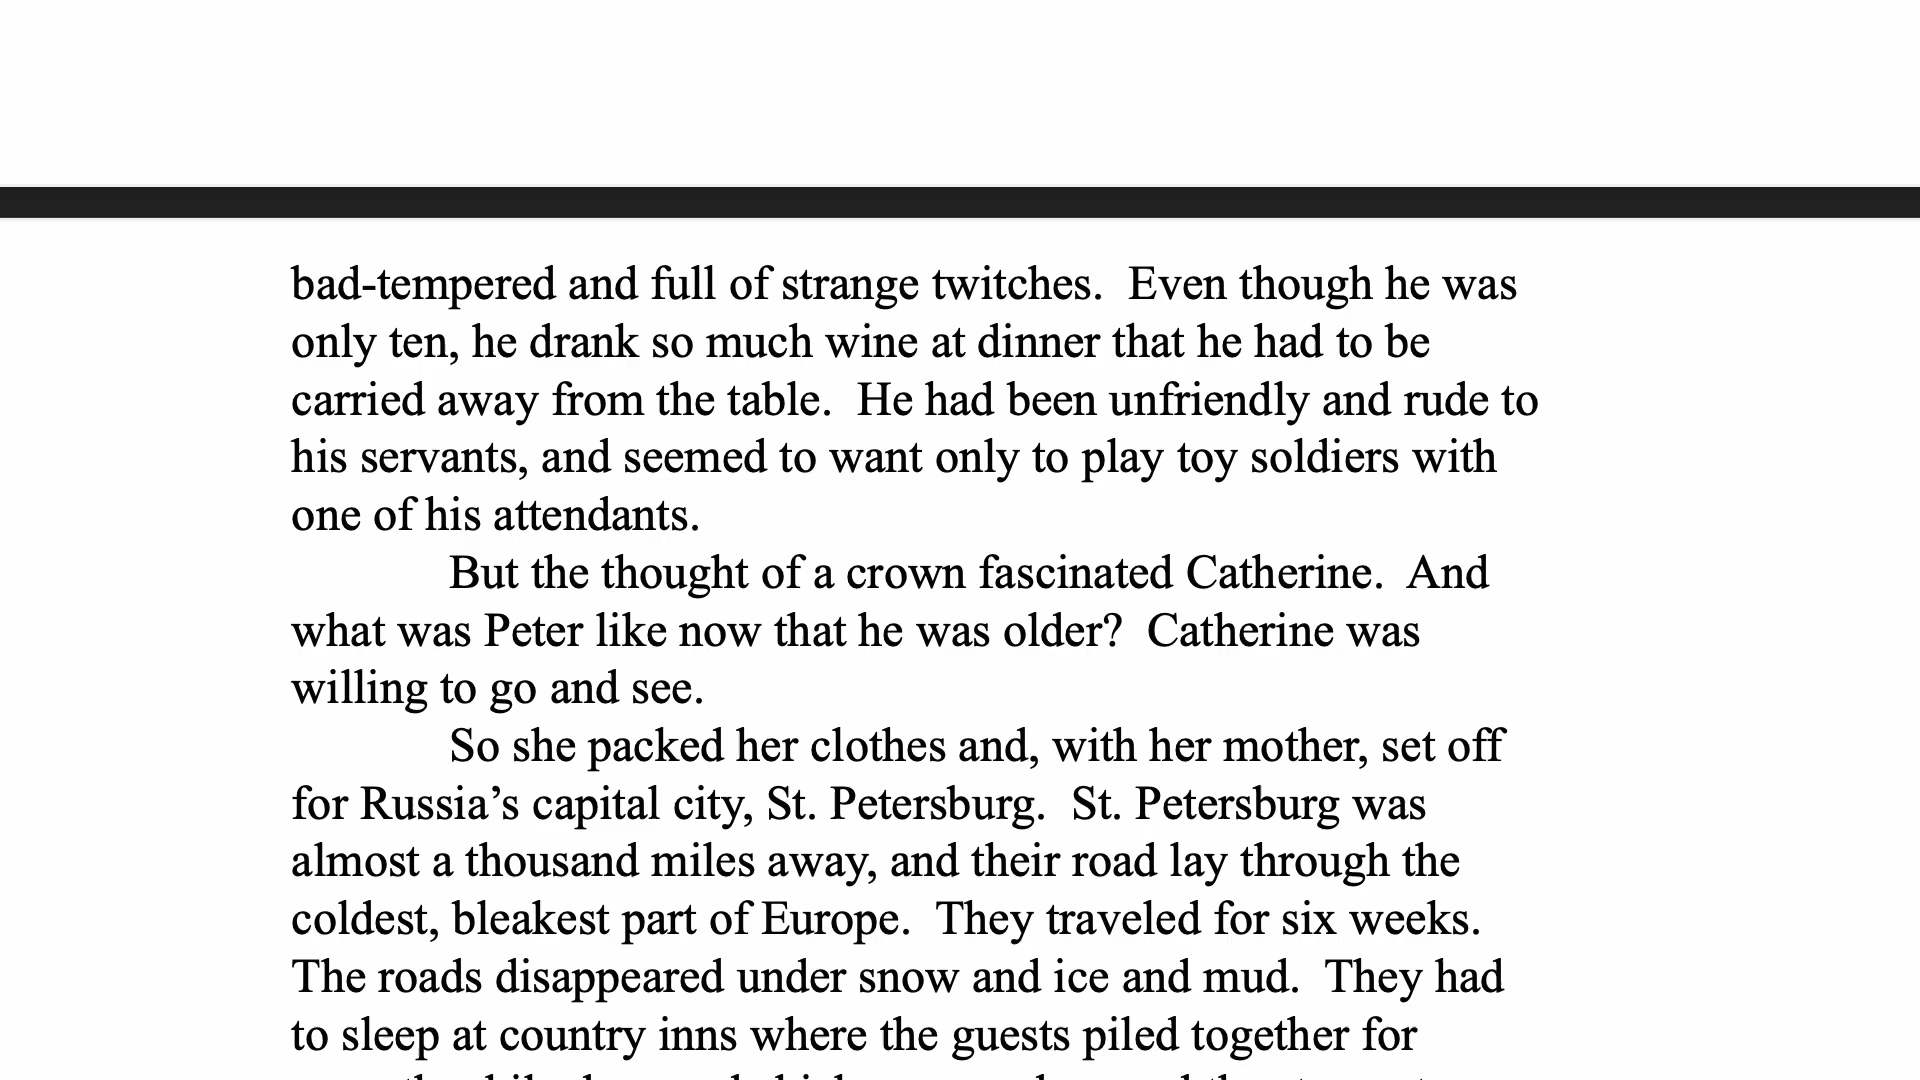 bad-tempered and full of strange twitches.  Even though he was
only ten, he drank so much wine at dinner that he had to be
carried away from the table.  He had been unfriendly and rude to
his servants, and seemed to want only to play toy soldiers with
one of his attendants.
But the thought of a crown fascinated Catherine.  And
what was Peter like now that he was older?  Catherine was
willing to go and see.
So she packed her clothes and, with her mother, set off
for Russia’s capital city, St. Petersburg.  St. Petersburg was
almost a thousand miles away, and their road lay through the
coldest, bleakest part of Europe.  They traveled for six weeks.
The roads disappeared under snow and ice and mud.  They had
to sleep at country inns where the guests piled together for